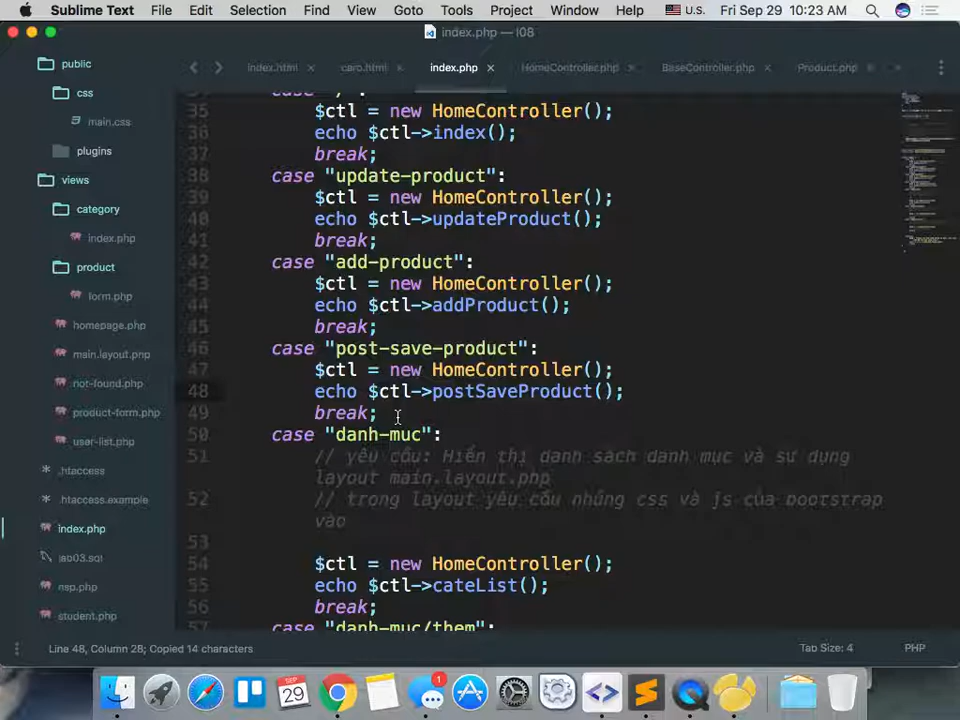 Sublime Text File Edit Selection Find View Goto Tools Project Window Help U.S. Fri Sep 29 10:23 AM
index.php — l08
public
css
main.css
plugins
views
category
index.php
product
form.php
homepage.php
main.layout.php
not-found.php
product-form.php
user-list.php
.htaccess
.htaccess.example
index.php
lab03.sql
nsp.php
student.php
index.html caro.html index.php HomeController.php BaseController.php Product.php
35 $ctl = new HomeController();
36 echo $ctl->index();
37 break;
38 case "update-product":
39 $ctl = new HomeController();
40 echo $ctl->updateProduct();
41 break;
42 case "add-product":
43 $ctl = new HomeController();
44 echo $ctl->addProduct();
45 break;
46 case "post-save-product":
47 $ctl = new HomeController();
48 echo $ctl->postSaveProduct();
49 break;
50 case "danh-muc":
51 // yêu cầu: Hiển thị danh sách danh mục và sử dụng
layout main.layout.php
52 // trong layout yêu cầu nhúng css và js của bootstrap
vào
53
54 $ctl = new HomeController();
55 echo $ctl->cateList();
56 break;
57 case "danh-muc/them":
Line 48, Column 28; Copied 14 characters Tab Size: 4 PHP
SEP
29
1